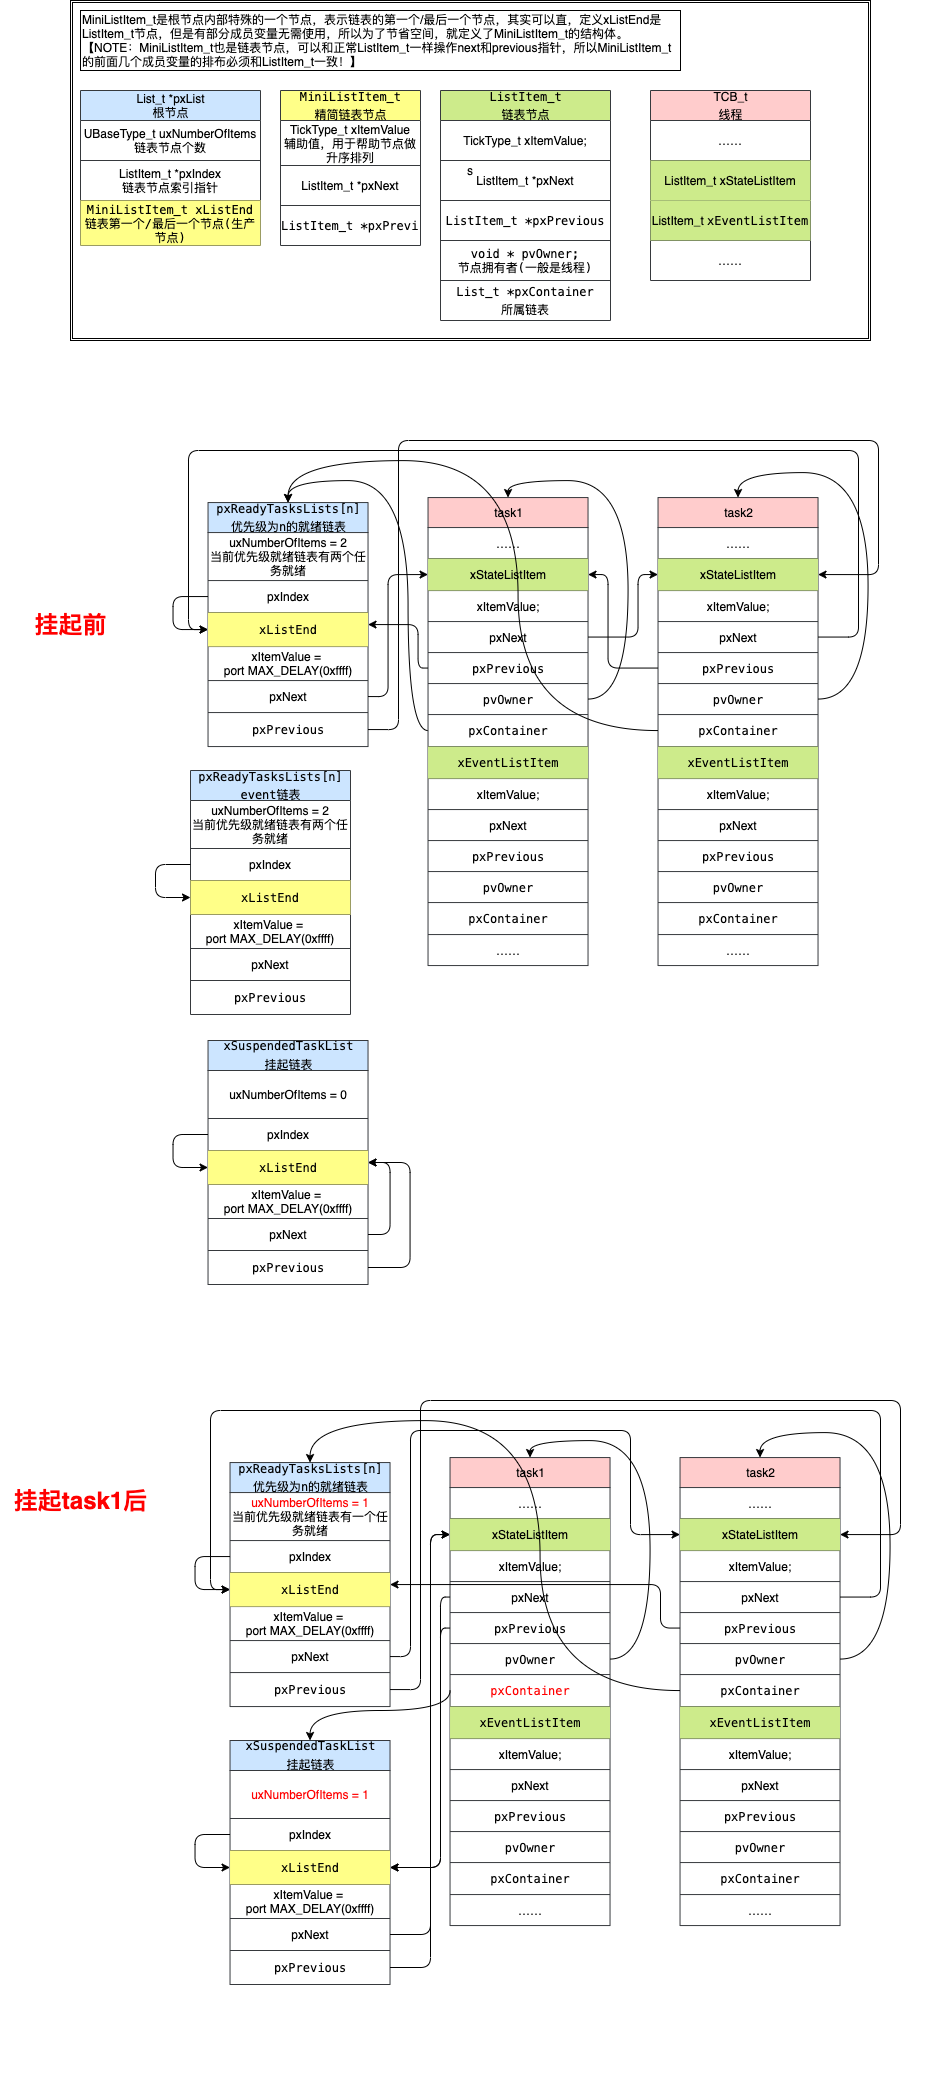 MiniListItem_t是根节点内部特殊的一个节点，表示链表的第一个/最后一个节点，其实可以直，定义xListEnd是
ListItem_t节点，但是有部分成员变量无需使用，所以为了节省空间，就定义了MiniListItem_t的结构体。
【NOTE：MiniListItem_t也是链表节点，可以和正常ListItem_t一样操作next和previous指针，所以MiniListItem_t
的前面几个成员变量的排布必须和ListItem_t一致！】
List_t *pxList
根节点
UBaseType_t uxNumberOfItems
链表节点个数
ListItem_t *pxIndex
链表节点索引指针
MiniListItem_t xListEnd
链表第一个/最后一个节点(生产
节点)
MiniListItem_t
精简链表节点
TickType_t xItemValue
辅助值，用于帮助节点做
升序排列
ListItem_t *pxNext
ListItem_t *pxPrevi
ListItem_t
链表节点
TickType_t xItemValue;
s
ListItem_t *pxNext
ListItem_t *pxPrevious
void * pvOwner;
节点拥有者(一般是线程)
List_t *pxContainer
所属链表
TCB_t
线程
......
ListItem_t xStateListItem
ListItem_t xEventListItem
......
挂起前
pxReadyTasksLists[n]
优先级为n的就绪链表
uxNumberOfItems = 2
当前优先级就绪链表有两个任
务就绪
pxIndex
xListEnd
xItemValue =
port MAX_DELAY(0xffff)
pxNext
pxPrevious
task1
......
xStateListItem
xItemValue;
pxNext
pxPrevious
pvOwner
pxContainer
xEventListItem
xItemValue;
pxNext
pxPrevious
pvOwner
pxContainer
......
task2
......
xStateListItem
xItemValue;
pxNext
pxPrevious
pvOwner
pxContainer
xEventListItem
xItemValue;
pxNext
pxPrevious
pvOwner
pxContainer
......
pxReadyTasksLists[n]
event链表
uxNumberOfItems = 2
当前优先级就绪链表有两个任
务就绪
pxIndex
xListEnd
xItemValue =
port MAX_DELAY(0xffff)
pxNext
pxPrevious
xSuspendedTaskList
挂起链表
uxNumberOfItems = 0
pxIndex
xListEnd
xItemValue =
port MAX_DELAY(0xffff)
pxNext
pxPrevious
挂起task1后
pxReadyTasksLists[n]
优先级为n的就绪链表
uxNumberOfItems = 1
当前优先级就绪链表有一个任
务就绪
pxIndex
xListEnd
xItemValue =
port MAX_DELAY(0xffff)
pxNext
pxPrevious
task1
......
xStateListItem
xItemValue;
pxNext
pxPrevious
pvOwner
pxContainer
xEventListItem
xItemValue;
pxNext
pxPrevious
pvOwner
pxContainer
......
task2
......
xStateListItem
xItemValue;
pxNext
pxPrevious
pvOwner
pxContainer
xEventListItem
xItemValue;
pxNext
pxPrevious
pvOwner
pxContainer
......
xSuspendedTaskList
挂起链表
uxNumberOfItems = 1
pxIndex
xListEnd
xItemValue =
port MAX_DELAY(0xffff)
pxNext
pxPrevious